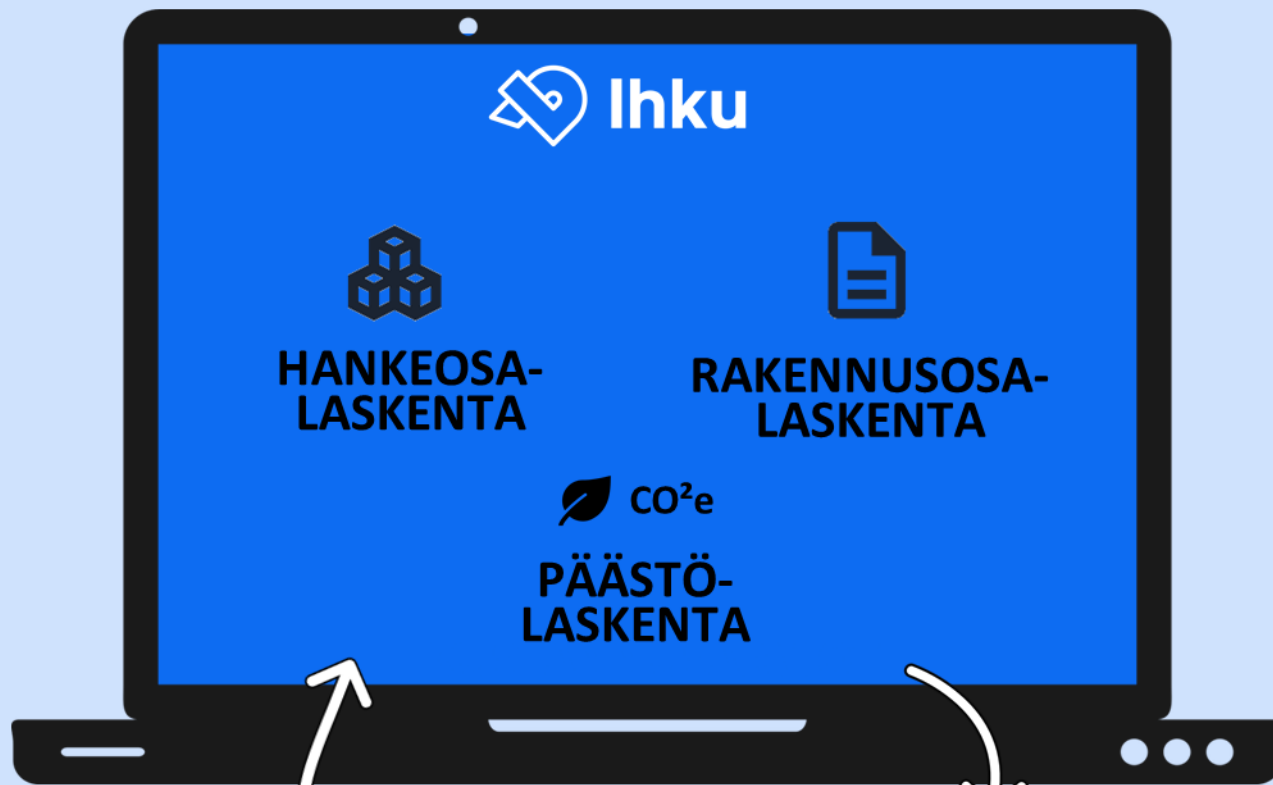 Ihku
HANKEOSA-
LASKENTA
RAKENNUSOSA-
LASKENTA
CO²e
PÄÄSTÖ-
LASKENTA